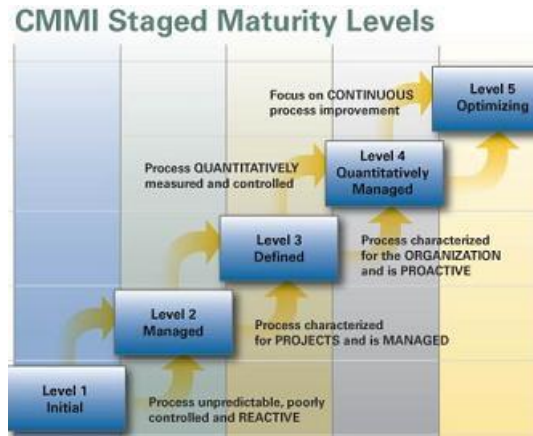 CMMI Staged Maturity Levels
Focus on CONTINUOUS
process improvement
Level 5
Optimizing
Process QUANTITATIVELY
measured and controlled
Level 4
Quantitatively
Managed
Level 3
Defined
Process characterized
for the ORGANIZATION
and is PROACTIVE
Level 2
Managed
Process characterized
for PROJECTS and is MANAGED
Level 1
Initial
Process unpredictable, poorly
controlled and REACTIVE